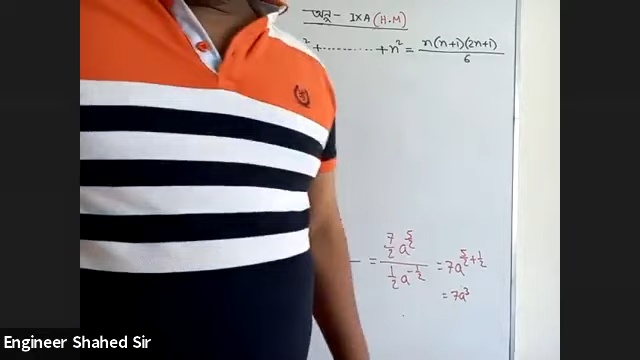 অনু - IXA (H.M)
² + ........... + n² = n(n+1)(2n+1) / 6
= 7/2 a^(5/2) / 1/2 a^(-1/2) = 7a^(5/2 + 1/2)
= 7a³
Engineer Shahed Sir